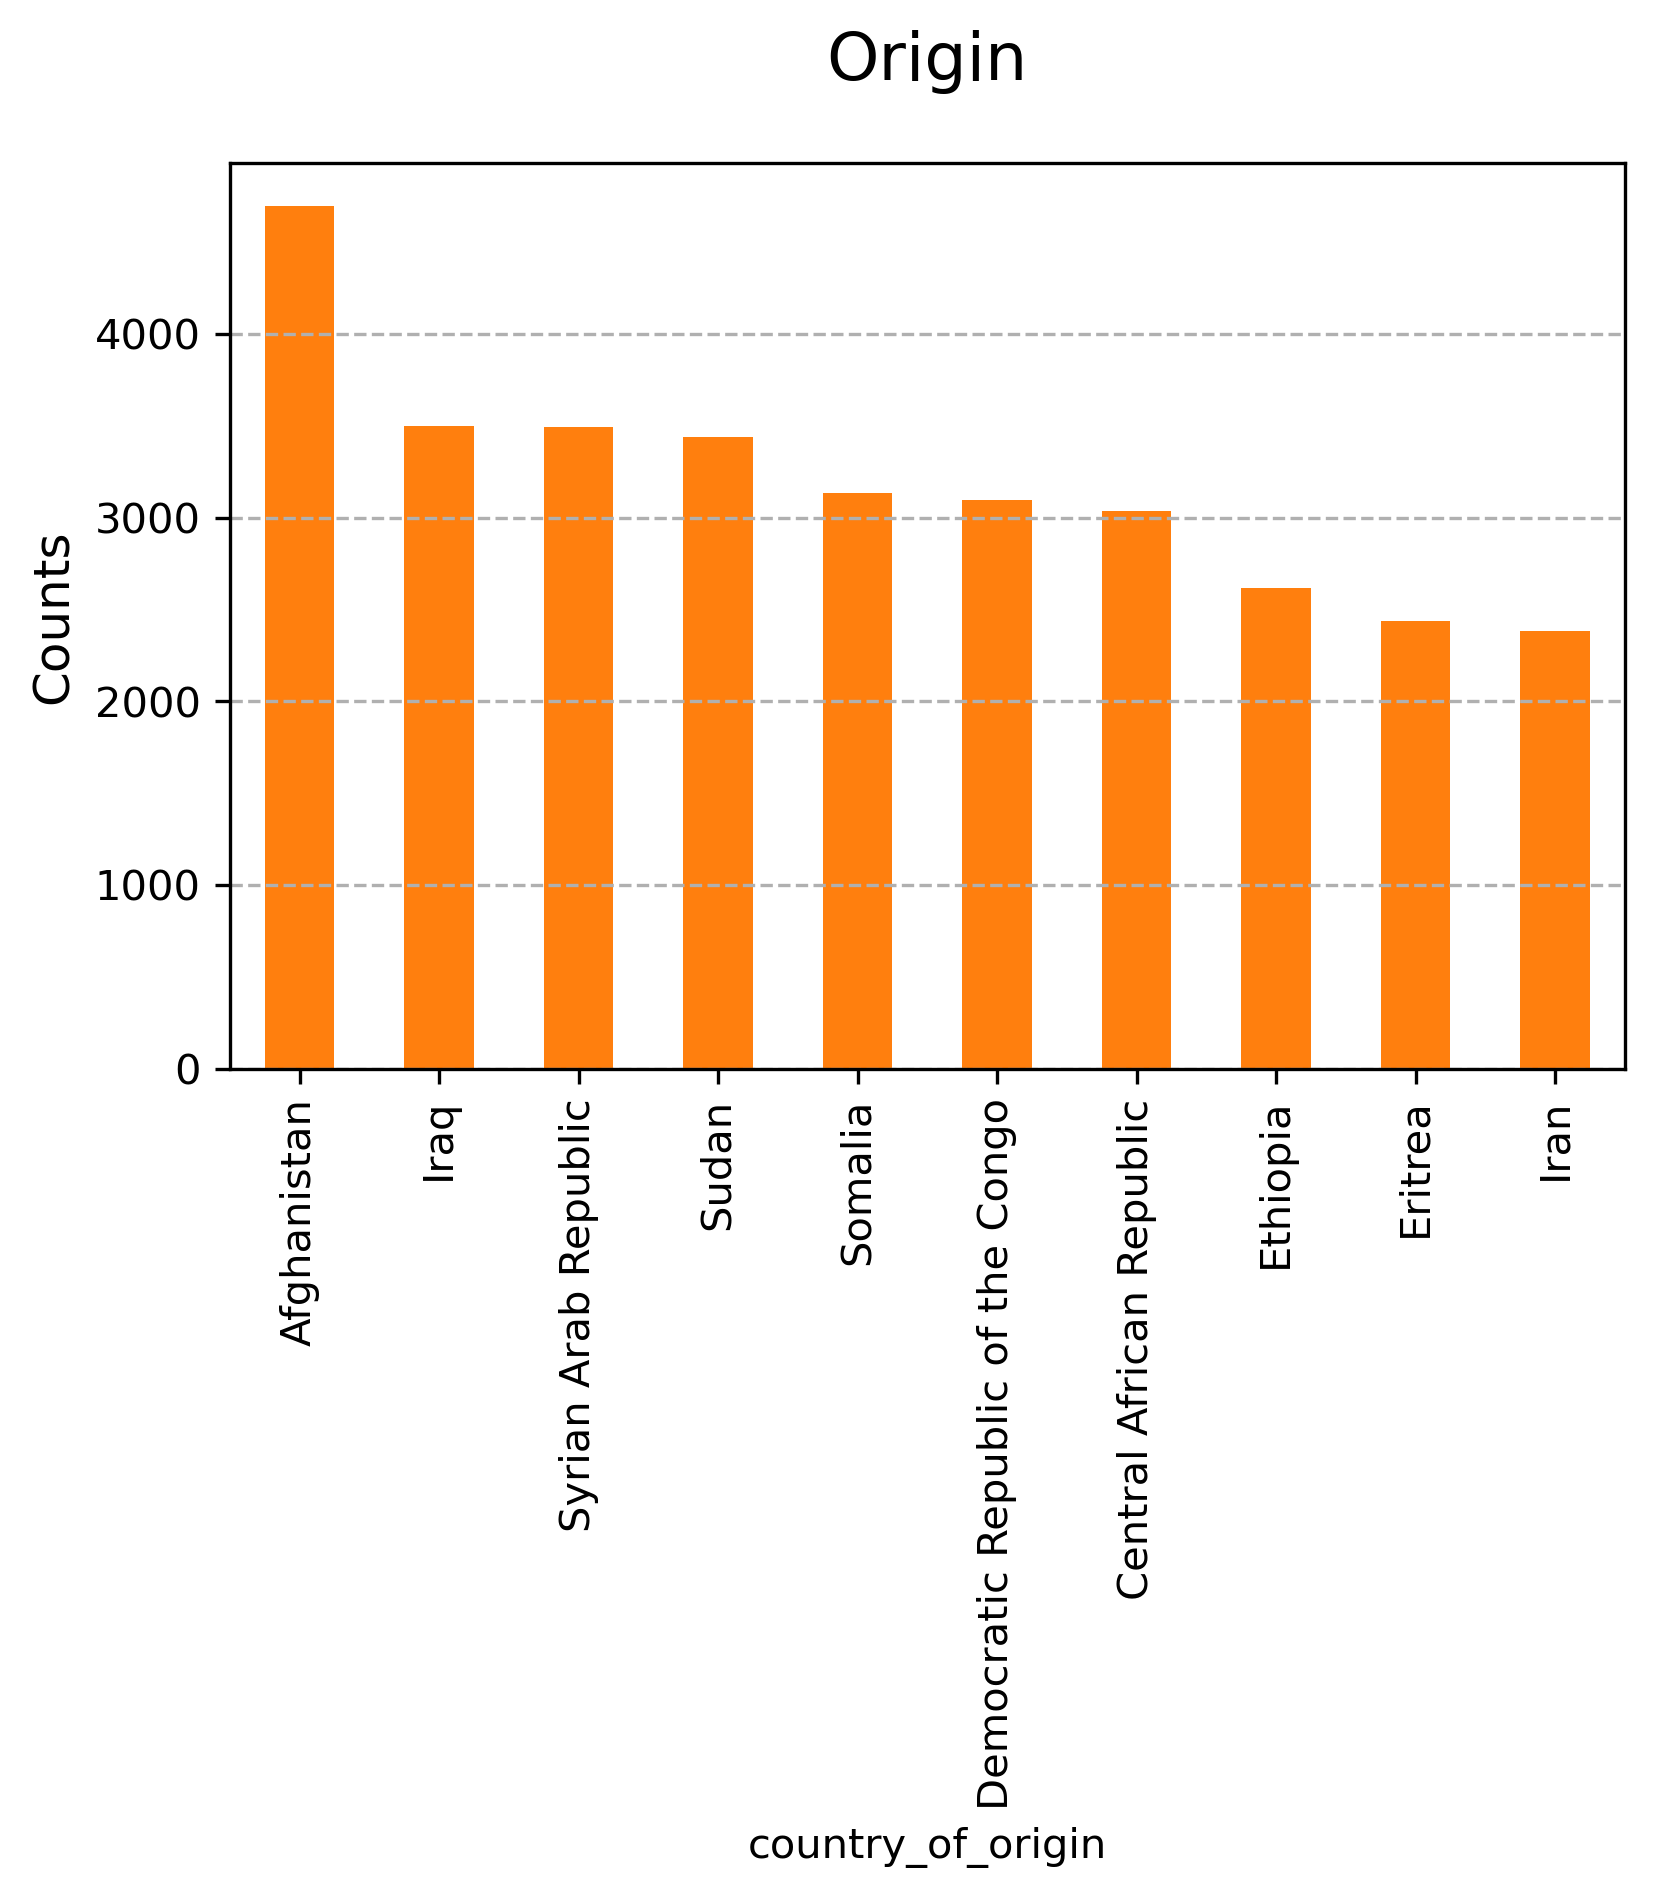 Origin
Counts
4000
3000
2000
1000
0
Afghanistan
Iraq
Syrian Arab Republic
Sudan
Somalia
Democratic Republic of the Congo
Central African Republic
Ethiopia
Eritrea
Iran
country_of_origin